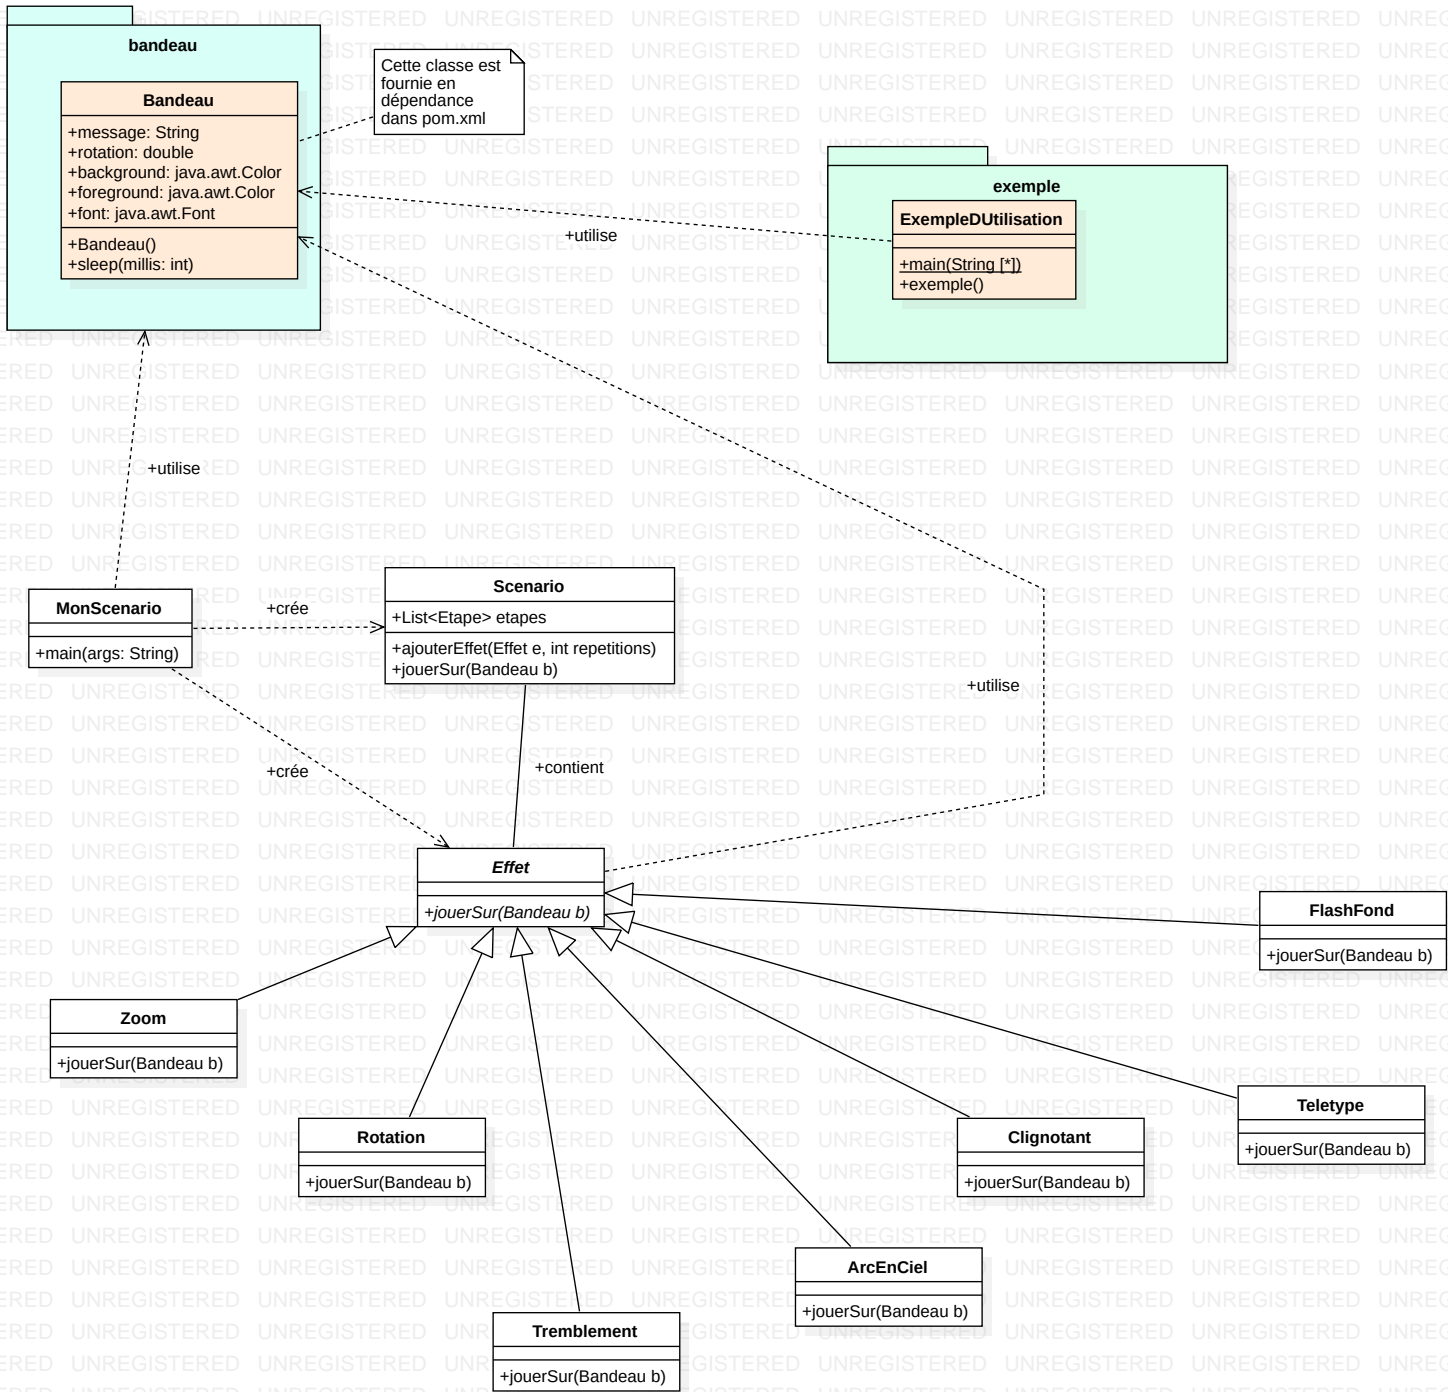 bandeau
Bandeau
+message: String
+rotation: double
+background: java.awt.Color
+foreground: java.awt.Color
+font: java.awt.Font
+Bandeau()
+sleep(millis: int)
Cette classe est
fournie en
dépendance
dans pom.xml
exemple
ExempleDUtilisation
+main(String [*])
+exemple()
+utilise
+utilise
MonScenario
+main(args: String)
+crée
Scenario
+List<Etape> etapes
+ajouterEffet(Effet e, int repetitions)
+jouerSur(Bandeau b)
+utilise
+crée
+contient
Effet
+jouerSur(Bandeau b)
FlashFond
+jouerSur(Bandeau b)
Zoom
+jouerSur(Bandeau b)
Teletype
+jouerSur(Bandeau b)
Rotation
+jouerSur(Bandeau b)
Clignotant
+jouerSur(Bandeau b)
ArcEnCiel
+jouerSur(Bandeau b)
Tremblement
+jouerSur(Bandeau b)
UNREGISTERED